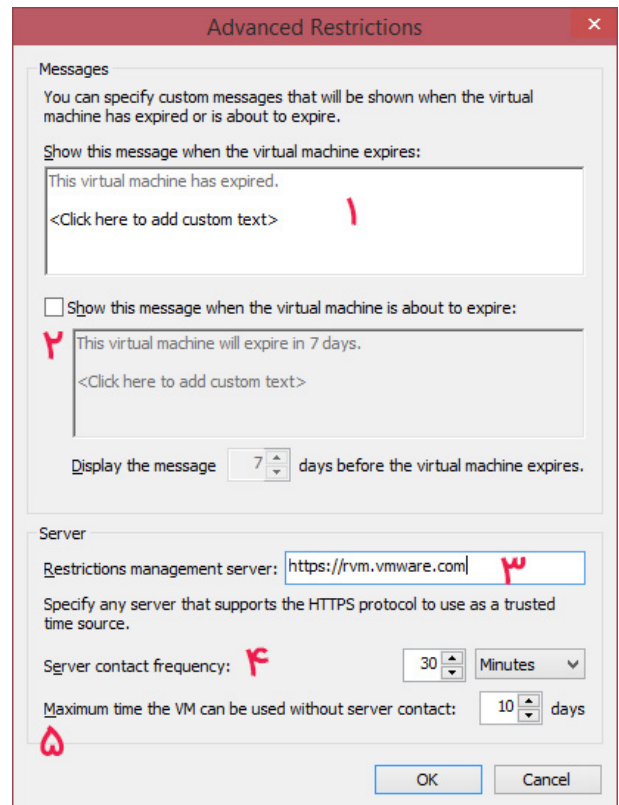 Advanced Restrictions
Messages
You can specify custom messages that will be shown when the virtual
machine has expired or is about to expire.
Show this message when the virtual machine expires:
This virtual machine has expired.
<Click here to add custom text>
۱
Show this message when the virtual machine is about to expire:
۲
This virtual machine will expire in 7 days.
<Click here to add custom text>
Display the message 7 days before the virtual machine expires.
Server
Restrictions management server: https://rvm.vmware.com ۳
Specify any server that supports the HTTPS protocol to use as a trusted
time source.
Server contact frequency: ۴ 30 Minutes
Maximum time the VM can be used without server contact: 10 days
۵
OK Cancel